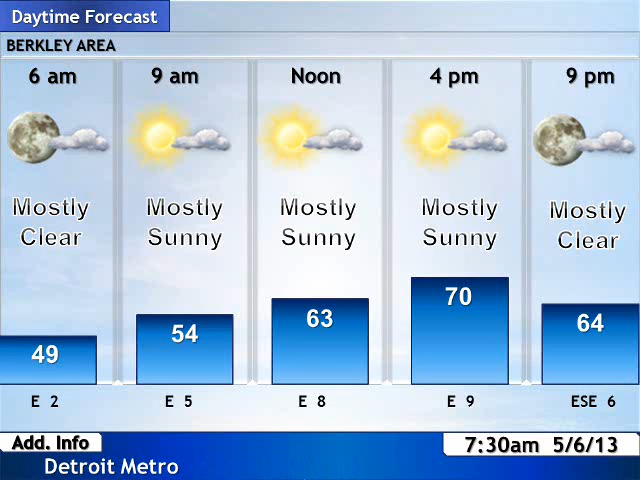 Daytime Forecast
BERKLEY AREA
6 am 9 am Noon 4 pm 9 pm
Mostly Mostly Mostly Mostly Mostly
Clear Sunny Sunny Sunny Clear
49 54 63 70 64
E 2 E 5 E 8 E 9 ESE 6
Add. Info 7:30am 5/6/13
Detroit Metro